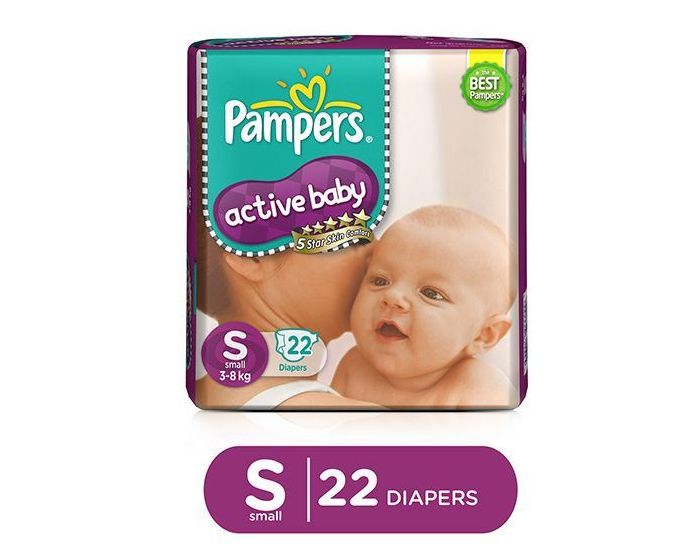 the
BEST
Pampers*
Pampers®
active baby
5 Star Skin Comfort
S
small
3-8 kg
22
Diapers
S
small
22 DIAPERS